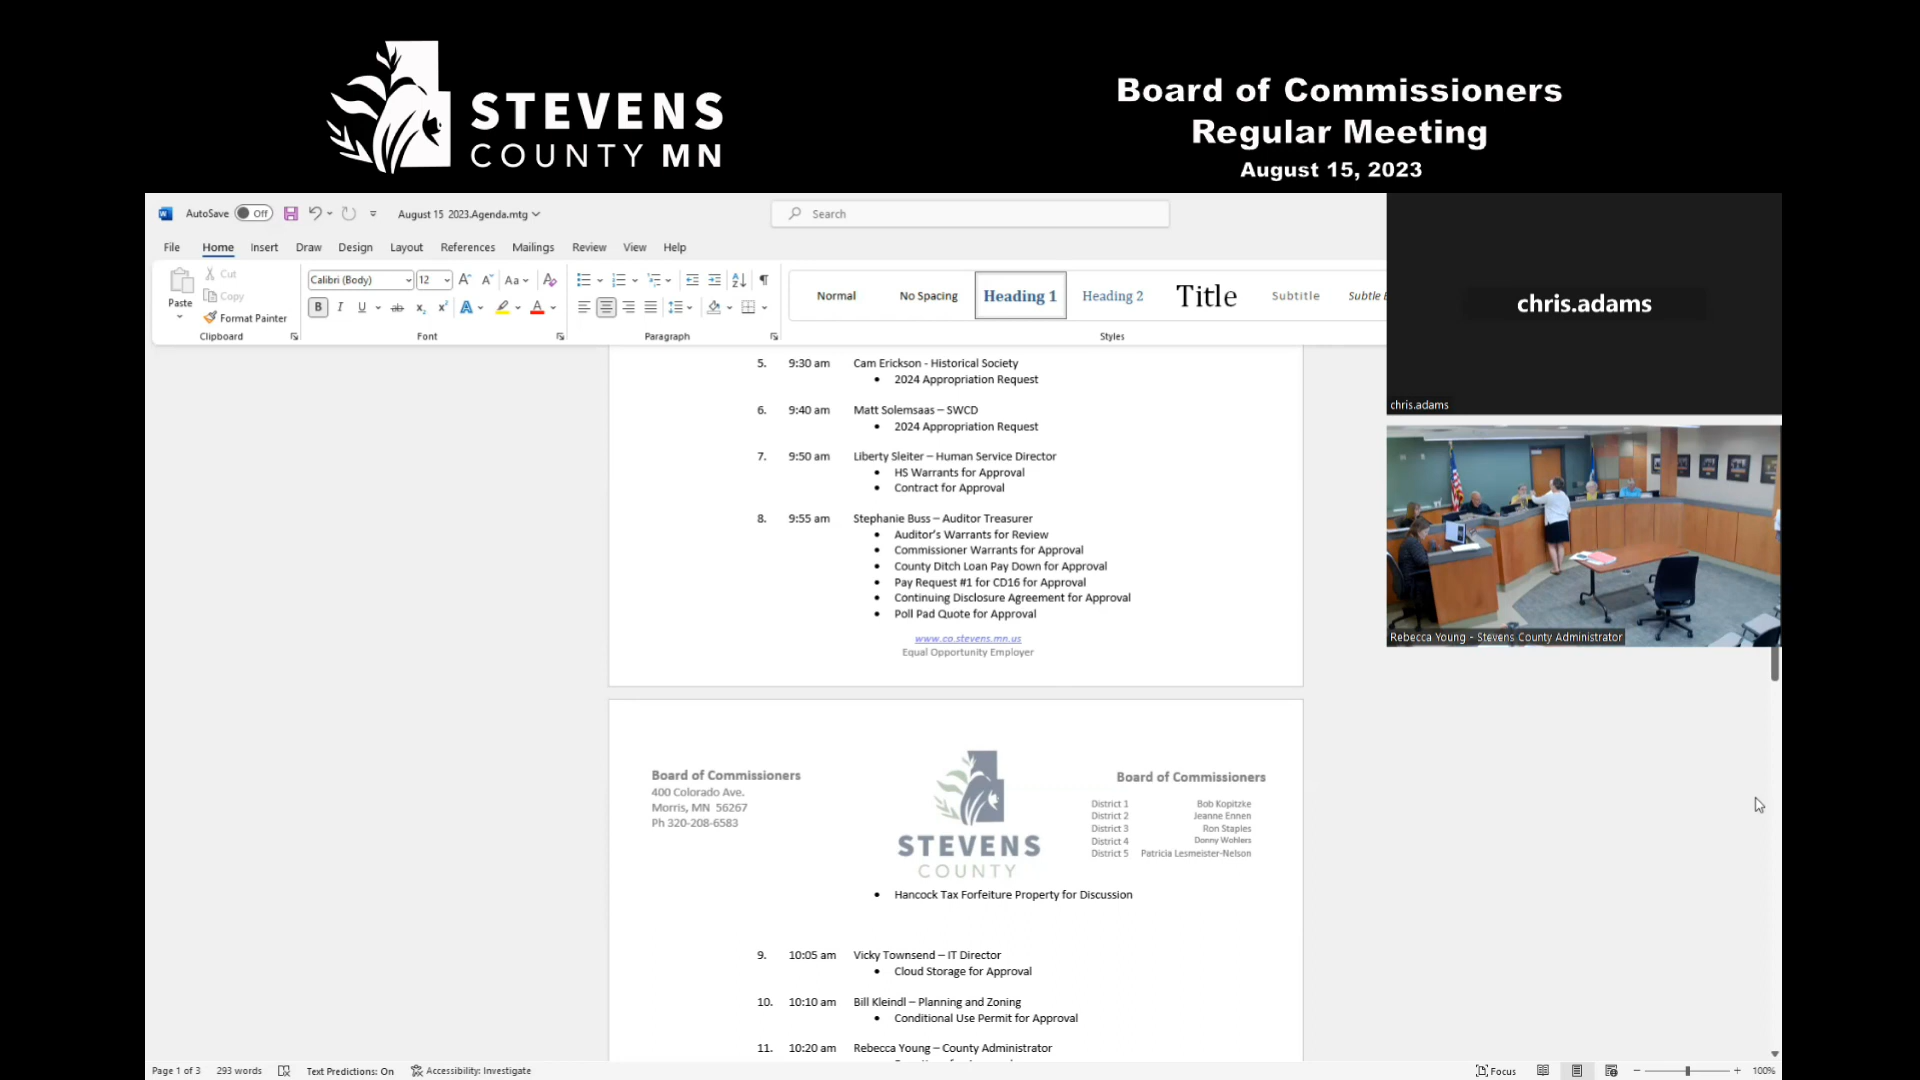 STEVENS
COUNTY MN
Board of Commissioners
Regular Meeting
August 15, 2023
AutoSave Off August 15 2023.Agenda.mtg Search
File Home Insert Draw Design Layout References Mailings Review View Help
Paste Cut
Copy
Format Painter
Clipboard
Calibri (Body) 12
Font
Paragraph
Normal No Spacing Heading 1 Heading 2 Title Subtitle Subtle
Styles
chris.adams
chris.adams
Rebecca Young - Stevens County Administrator
5. 9:30 am Cam Erickson - Historical Society
• 2024 Appropriation Request
6. 9:40 am Matt Solemsaas – SWCD
• 2024 Appropriation Request
7. 9:50 am Liberty Sleiter – Human Service Director
• HS Warrants for Approval
• Contract for Approval
8. 9:55 am Stephanie Buss – Auditor Treasurer
• Auditor's Warrants for Review
• Commissioner Warrants for Approval
• County Ditch Loan Pay Down for Approval
• Pay Request #1 for CD16 for Approval
• Continuing Disclosure Agreement for Approval
• Poll Pad Quote for Approval
www.co.stevens.mn.us
Equal Opportunity Employer
Board of Commissioners
400 Colorado Ave.
Morris, MN 56267
Ph 320-208-6583
STEVENS
COUNTY
Board of Commissioners
District 1 Bob Kopitzke
District 2 Jeanne Ennen
District 3 Ron Staples
District 4 Donny Wohlers
District 5 Patricia Lesmeister-Nelson
• Hancock Tax Forfeiture Property for Discussion
9. 10:05 am Vicky Townsend – IT Director
• Cloud Storage for Approval
10. 10:10 am Bill Kleindl – Planning and Zoning
• Conditional Use Permit for Approval
11. 10:20 am Rebecca Young – County Administrator
Page 1 of 3 293 words Text Predictions: On Accessibility: Investigate Focus 100%